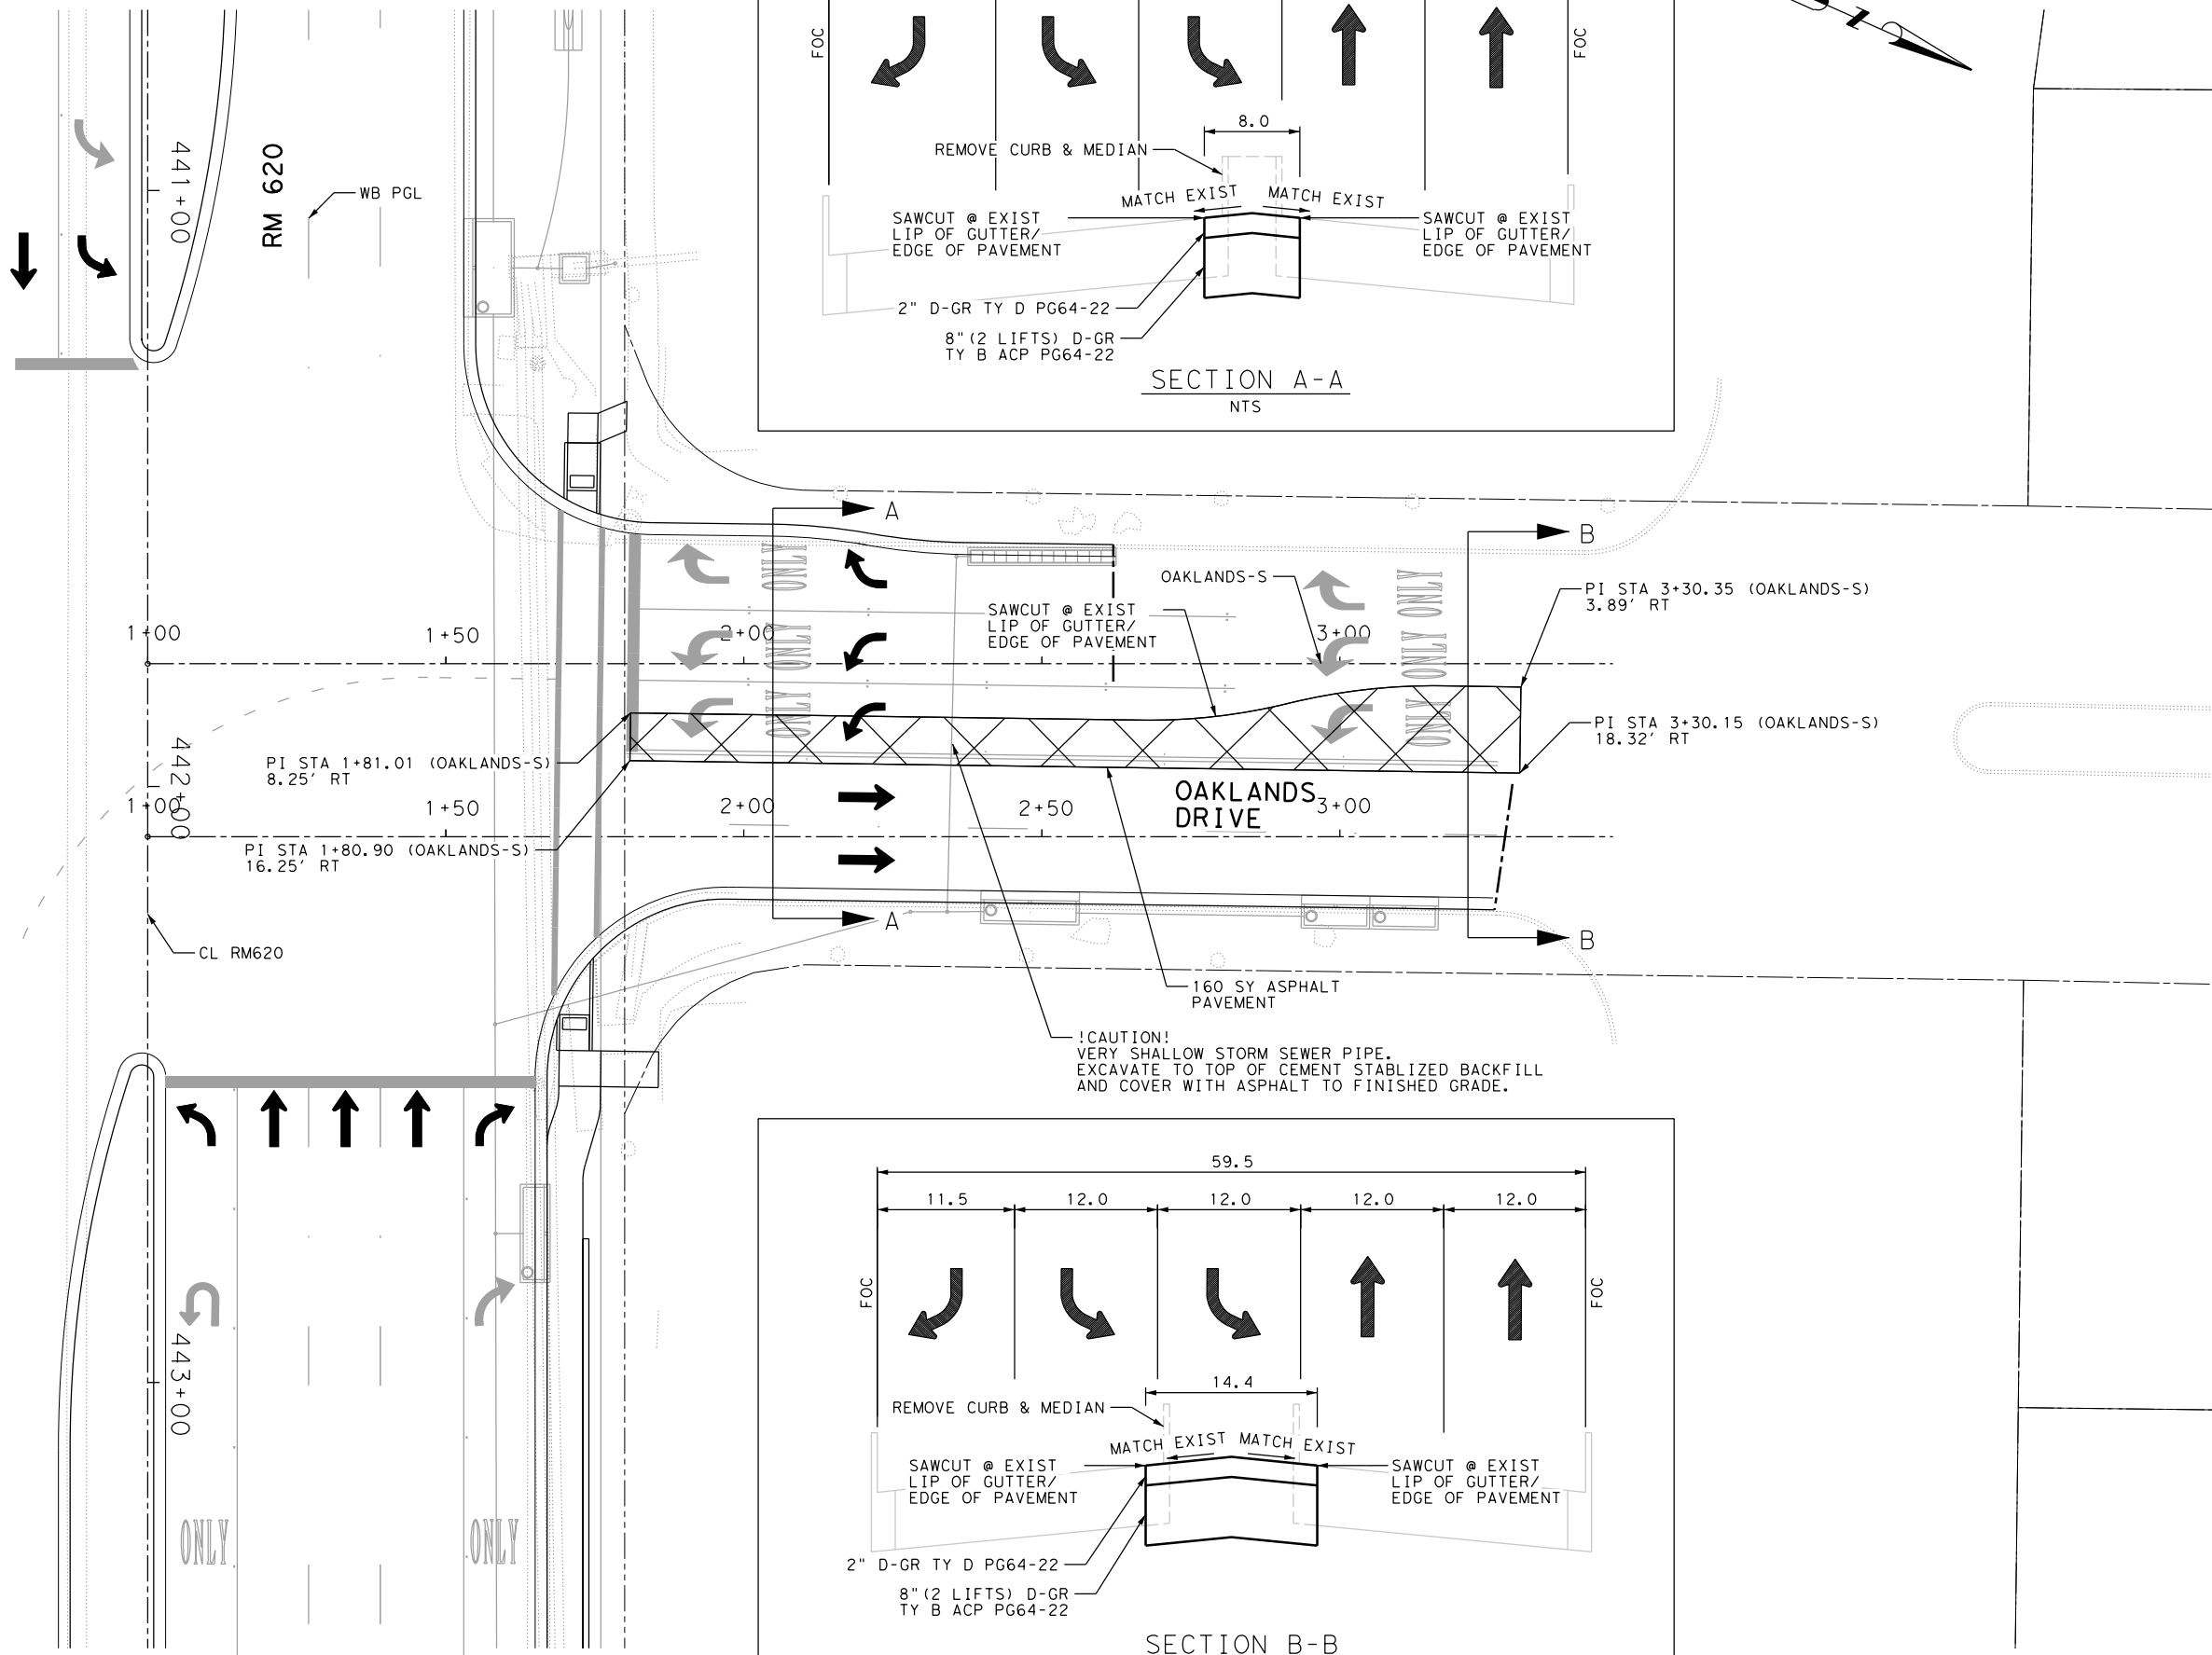 FOC
FOC
8.0
REMOVE CURB & MEDIAN
MATCH EXIST
MATCH EXIST
SAWCUT @ EXIST
LIP OF GUTTER/
EDGE OF PAVEMENT
SAWCUT @ EXIST
LIP OF GUTTER/
EDGE OF PAVEMENT
2" D-GR TY D PG64-22
8"(2 LIFTS) D-GR
TY B ACP PG64-22
SECTION A-A
NTS
441+00
RM 620
WB PGL
A
B
ONLY
ONLY
ONLY
ONLY
ONLY
ONLY
OAKLANDS-S
SAWCUT @ EXIST
LIP OF GUTTER/
EDGE OF PAVEMENT
PI STA 3+30.35 (OAKLANDS-S)
3.89' RT
1+00
1+50
2+00
3+00
PI STA 3+30.15 (OAKLANDS-S)
18.32' RT
PI STA 1+81.01 (OAKLANDS-S)
8.25' RT
442+00
1+00
1+50
2+00
2+50
OAKLANDS
DRIVE
3+00
PI STA 1+80.90 (OAKLANDS-S)
16.25' RT
A
B
CL RM620
160 SY ASPHALT
PAVEMENT
!CAUTION!
VERY SHALLOW STORM SEWER PIPE.
EXCAVATE TO TOP OF CEMENT STABLIZED BACKFILL
AND COVER WITH ASPHALT TO FINISHED GRADE.
443+00
ONLY
ONLY
59.5
11.5
12.0
12.0
12.0
12.0
FOC
FOC
14.4
REMOVE CURB & MEDIAN
MATCH EXIST
MATCH EXIST
SAWCUT @ EXIST
LIP OF GUTTER/
EDGE OF PAVEMENT
SAWCUT @ EXIST
LIP OF GUTTER/
EDGE OF PAVEMENT
2" D-GR TY D PG64-22
8"(2 LIFTS) D-GR
TY B ACP PG64-22
SECTION B-B